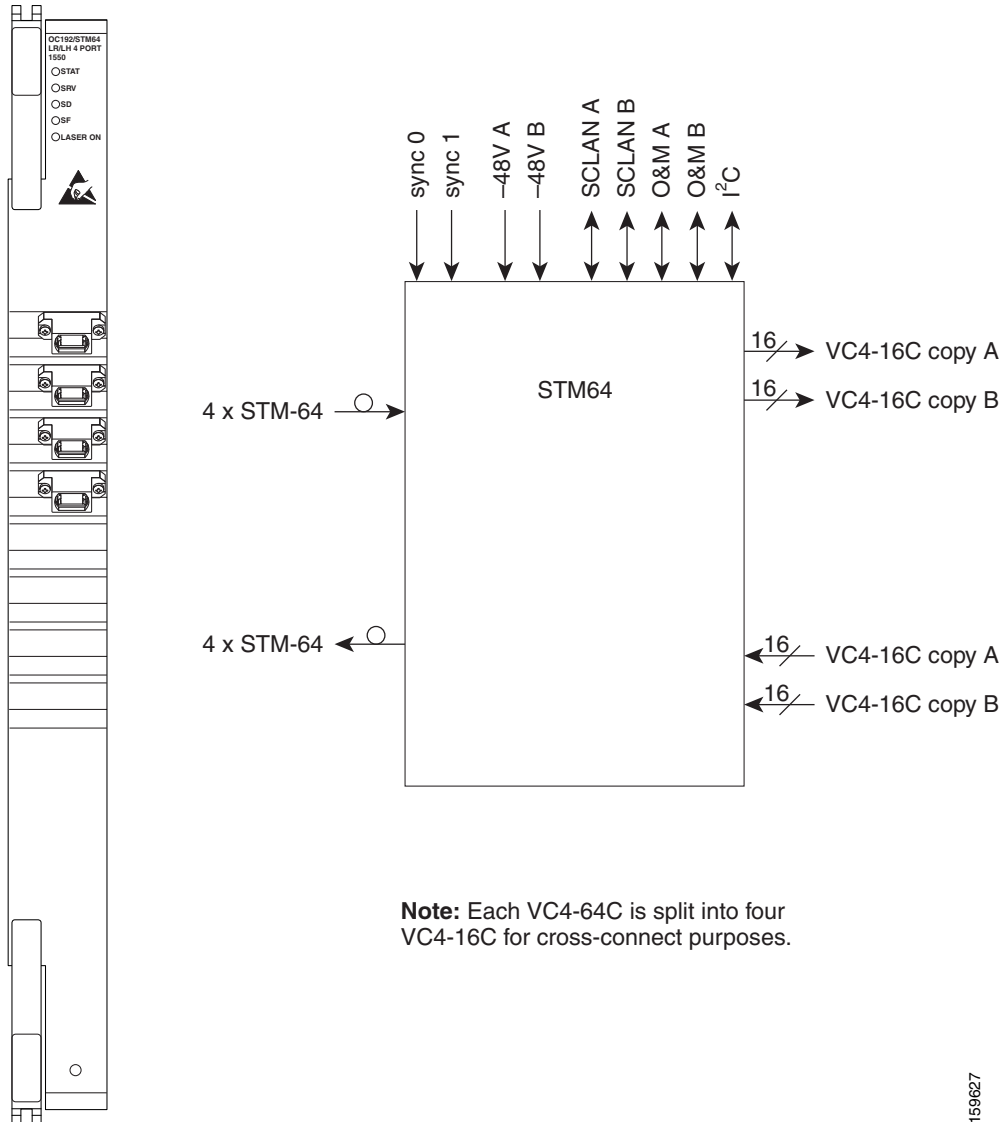 OC192/STM64
LR/LH 4 PORT
1550
STAT
SRV
SD
SF
LASER ON
sync 0
sync 1
–48V A
–48V B
SCLAN A
SCLAN B
O&M A
O&M B
I²C
STM64
4 x STM-64
4 x STM-64
16
VC4-16C copy A
16
VC4-16C copy B
16
VC4-16C copy A
16
VC4-16C copy B
Note: Each VC4-64C is split into four
VC4-16C for cross-connect purposes.
159627